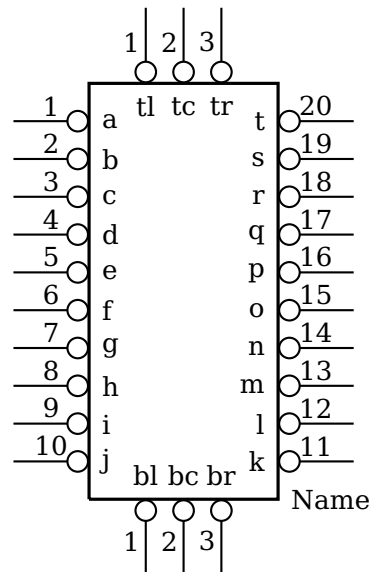 1 2 3
tl tc tr
1 a t 20
2 b s 19
3 c r 18
4 d q 17
5 e p 16
6 f o 15
7 g n 14
8 h m 13
9 i l 12
10 j k 11
bl bc br
Name
1 2 3